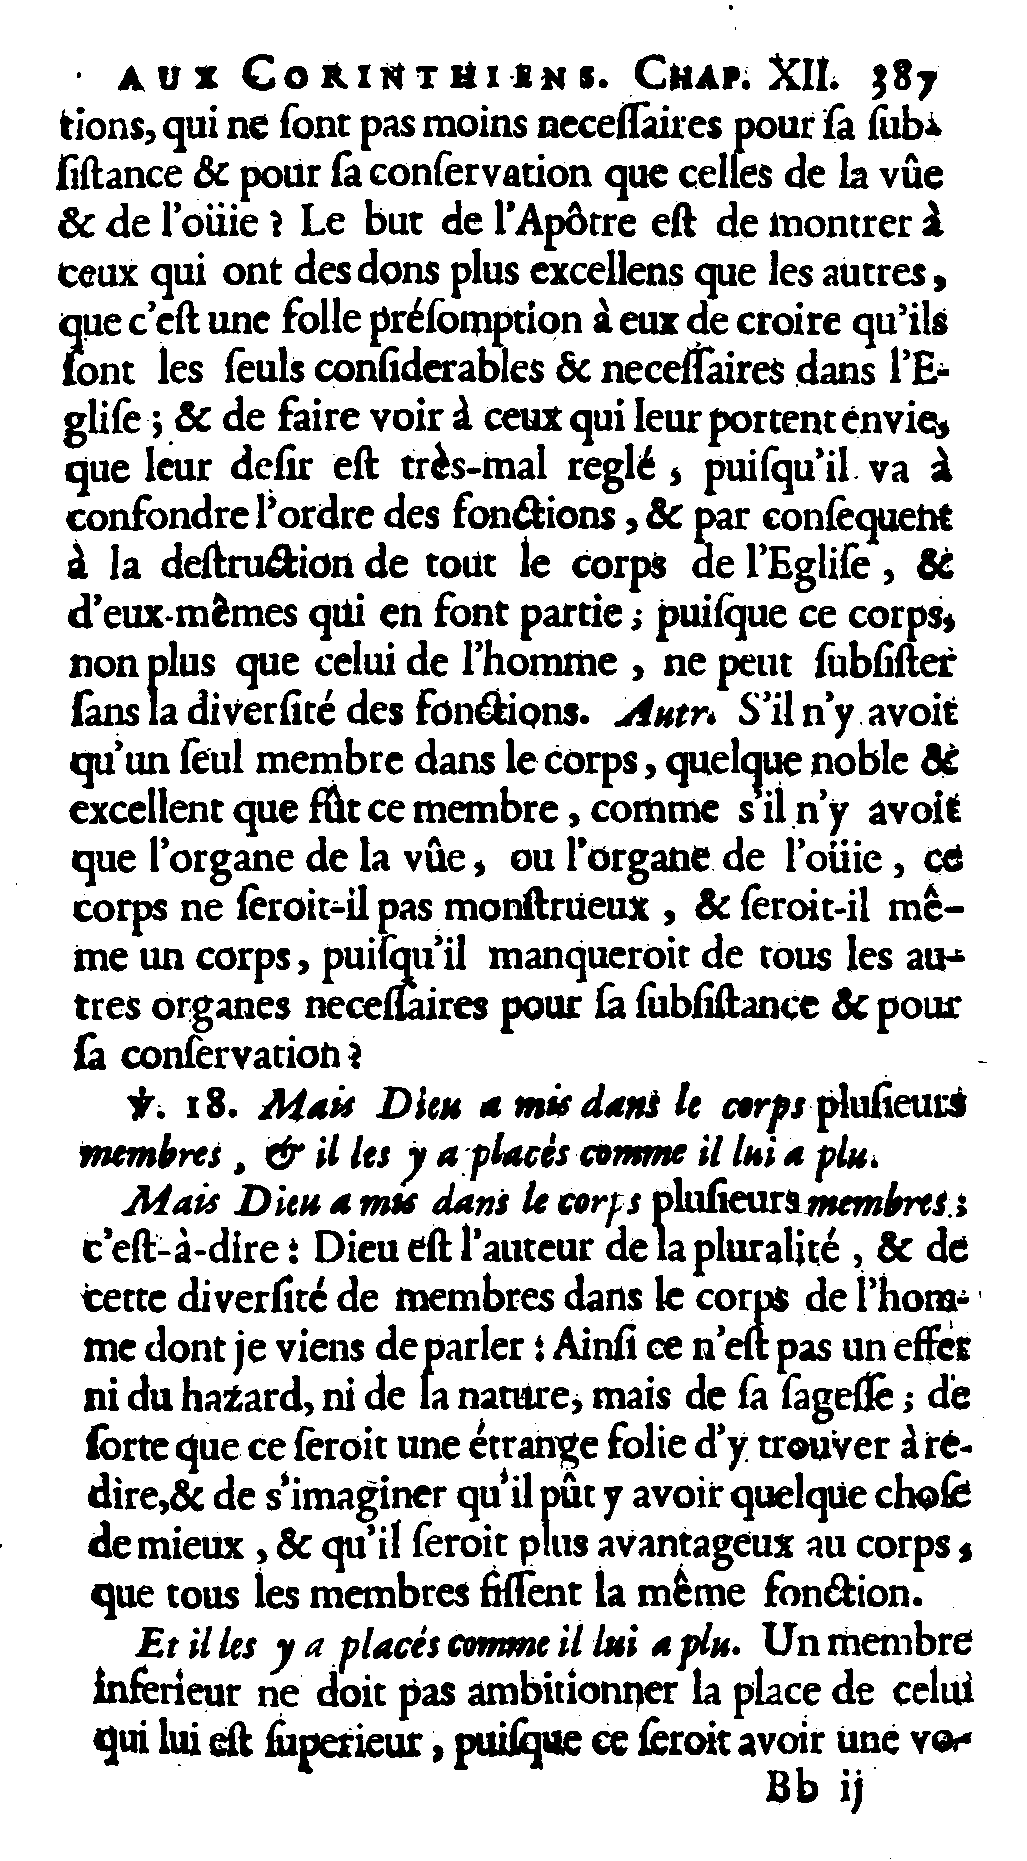 AUX CORINTHIENS. CHAP. XII. 387
tions, qui ne ſont pas moins neceſſaires pour ſa ſub-
ſiſtance & pour ſa conſervation que celles de la vûe
& de l'oüie ? Le but de l'Apôtre eſt de montrer à
ceux qui ont des dons plus excellens que les autres,
que c'eſt une folle préſomption à eux de croire qu'ils
ſont les ſeuls conſiderables & neceſſaires dans l'E-
gliſe ; & de faire voir à ceux qui leur portent envie,
que leur deſir eſt très-mal reglé , puiſqu'il va à
confondre l'ordre des fonctions , & par conſequent
à la deſtruction de tout le corps de l'Egliſe , &
d'eux-mêmes qui en font partie ; puiſque ce corps,
non plus que celui de l'homme , ne peut ſubſiſter
ſans la diverſité des fonctions. Autr. S'il n'y avoit
qu'un ſeul membre dans le corps , quelque noble &
excellent que fût ce membre , comme s'il n'y avoit
que l'organe de la vûe , ou l'organe de l'oüie , ce
corps ne ſeroit-il pas monſtrueux , & ſeroit-il mê-
me un corps , puiſqu'il manqueroit de tous les au-
tres organes neceſſaires pour ſa ſubſiſtance & pour
ſa conſervation ?
℣. 18. Mais Dieu a mis dans le corps pluſieurs
membres , & il les y a placés comme il lui a plu.
Mais Dieu a mis dans le corps pluſieurs membres ;
c'eſt-à-dire : Dieu eſt l'auteur de la pluralité , & de
cette diverſité de membres dans le corps de l'hom-
me dont je viens de parler : Ainſi ce n'eſt pas un effet
ni du hazard, ni de la nature, mais de ſa ſageſſe ; de
ſorte que ce ſeroit une étrange folie d'y trouver à re-
dire, & de s'imaginer qu'il pût y avoir quelque choſe
de mieux , & qu'il ſeroit plus avantageux au corps ,
que tous les membres fiſſent la même fonction.
Et il les y a placés comme il lui a plu. Un membre
inferieur ne doit pas ambitionner la place de celui
qui lui eſt ſuperieur , puiſque ce ſeroit avoir une vo-
Bb ij